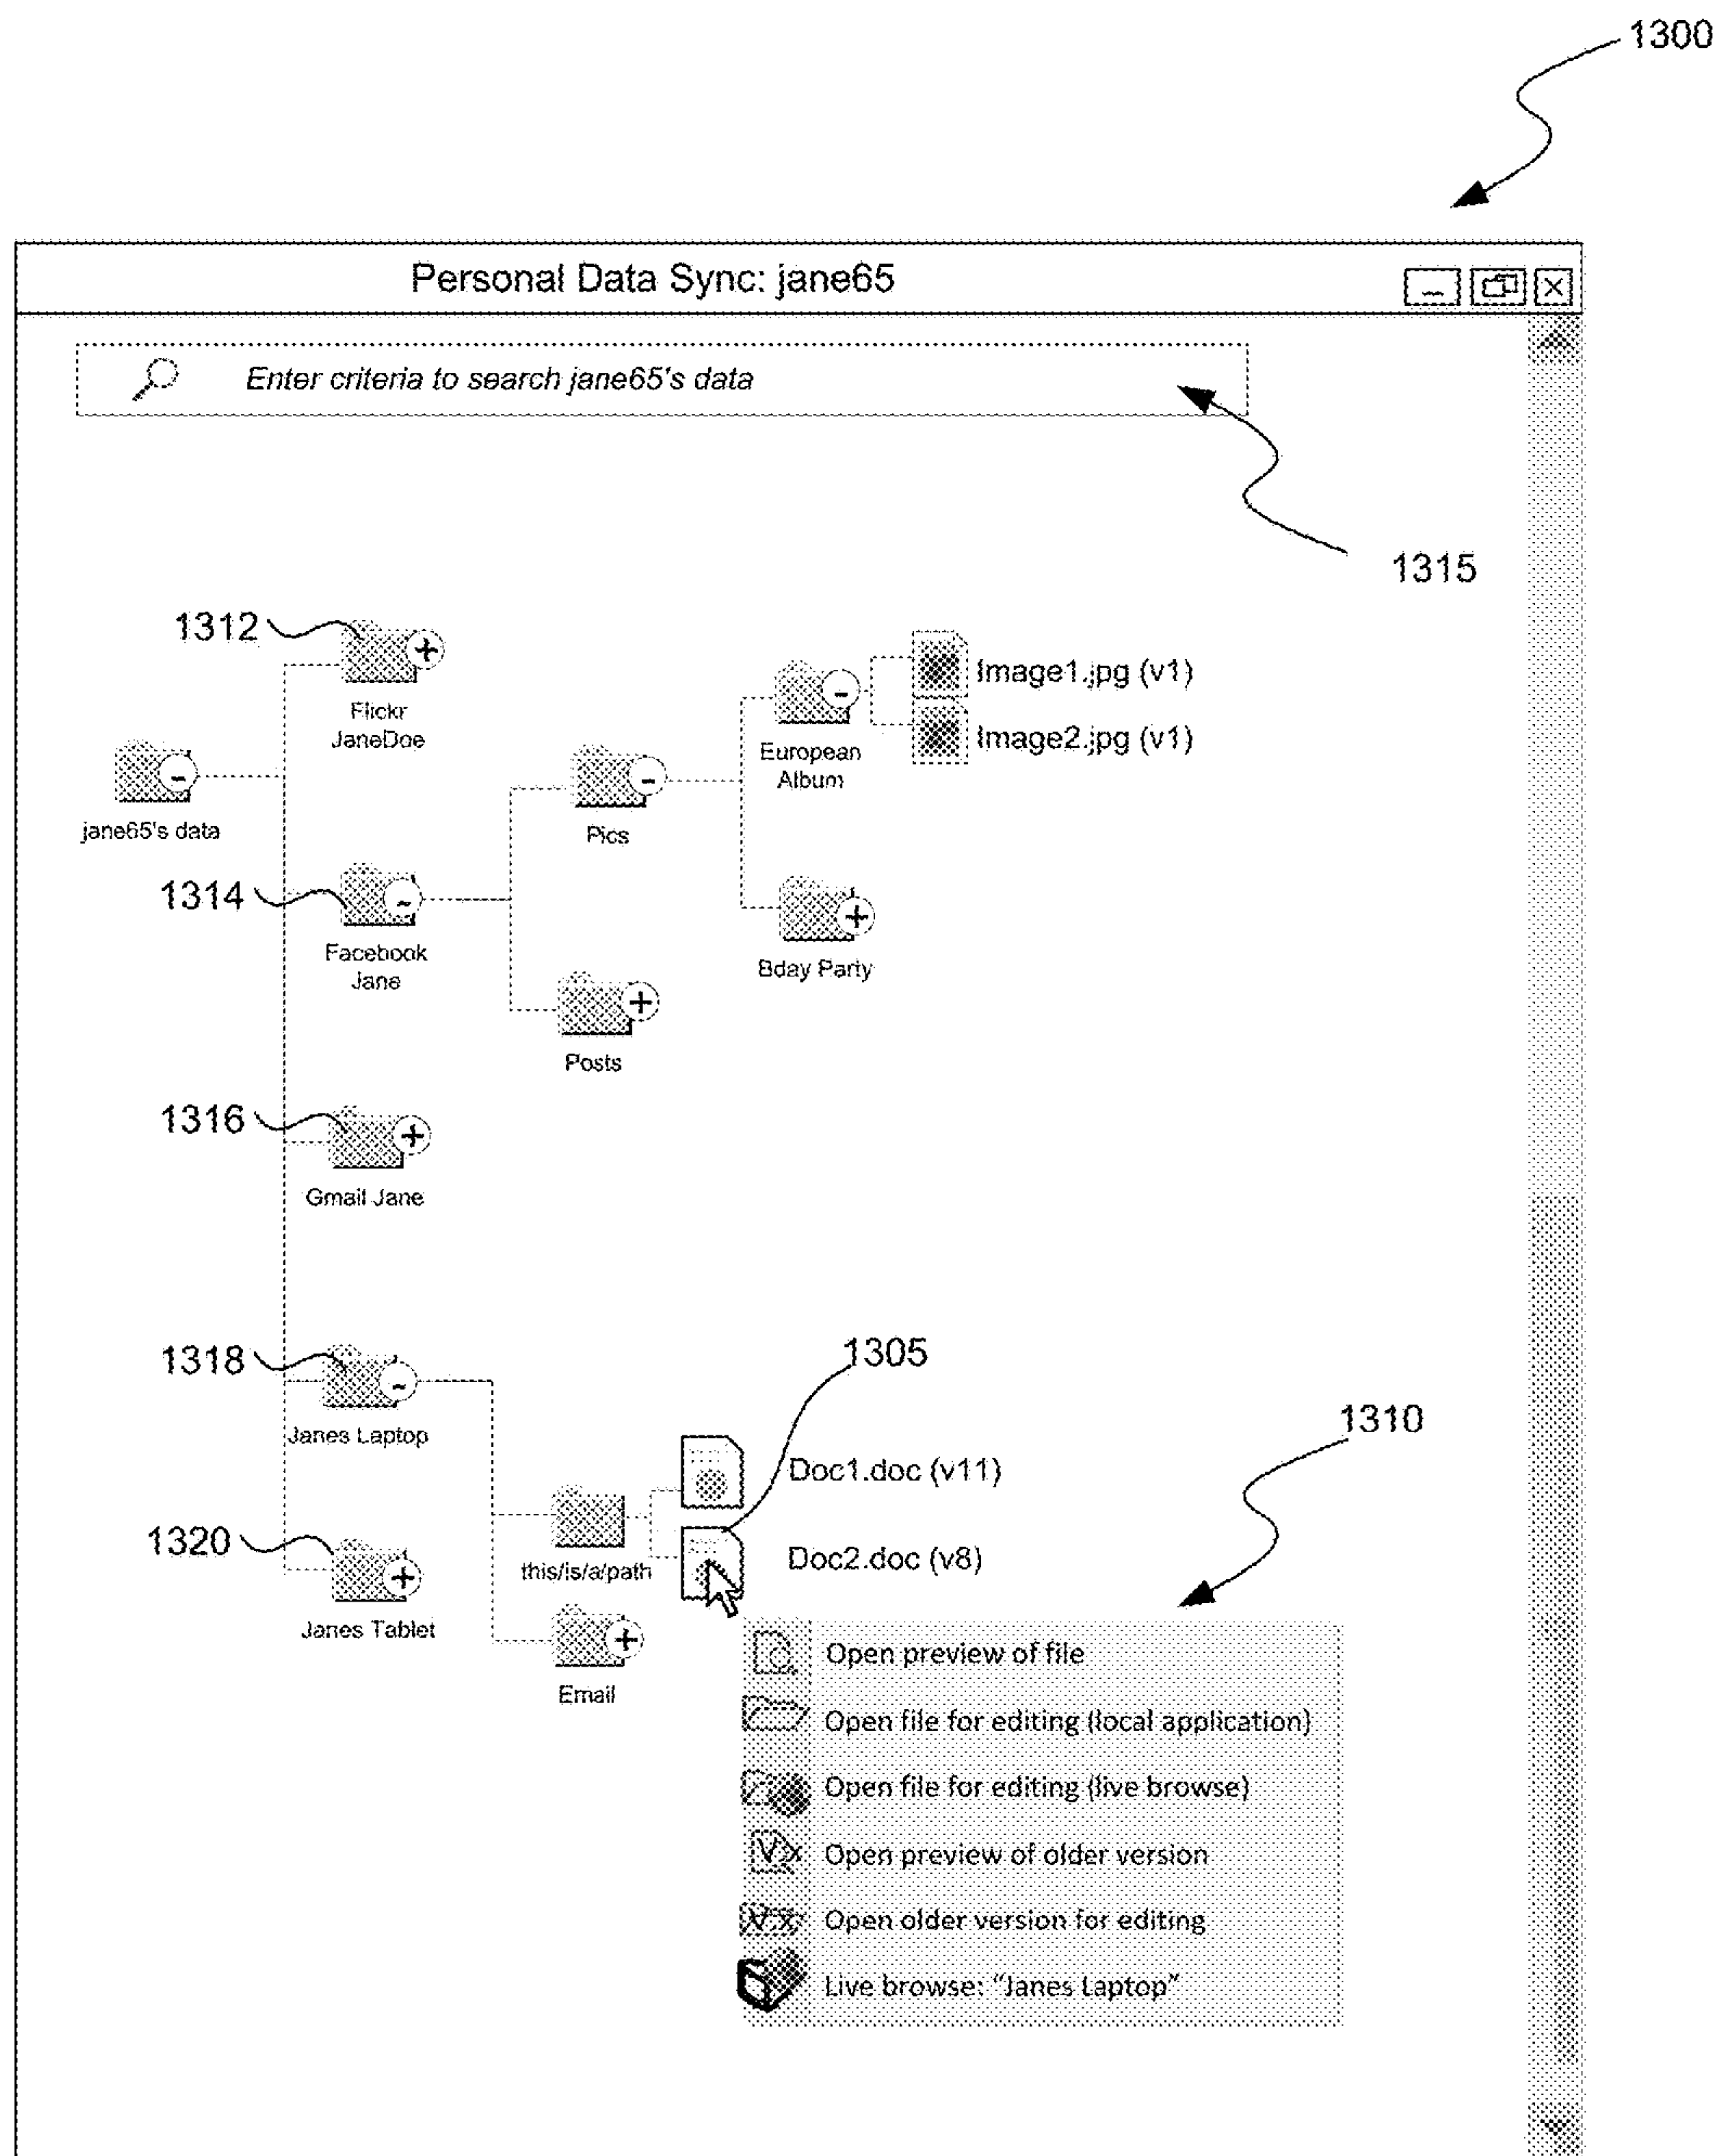 1300
Personal Data Sync: jane65
Enter criteria to search jane65's data
1315
1312
Flickr
JaneDoe
jane65's data
1314
Facebook
Jane
Pics
Posts
European
Album
Image1.jpg (v1)
Image2.jpg (v1)
Bday Party
1316
Gmail Jane
1318
Janes Laptop
1320
Janes Tablet
this/is/a/path
Email
1305
Doc1.doc (v11)
Doc2.doc (v8)
1310
Open preview of file
Open file for editing (local application)
Open file for editing (live browse)
V x Open preview of older version
V x Open older version for editing
Live browse: "Janes Laptop"